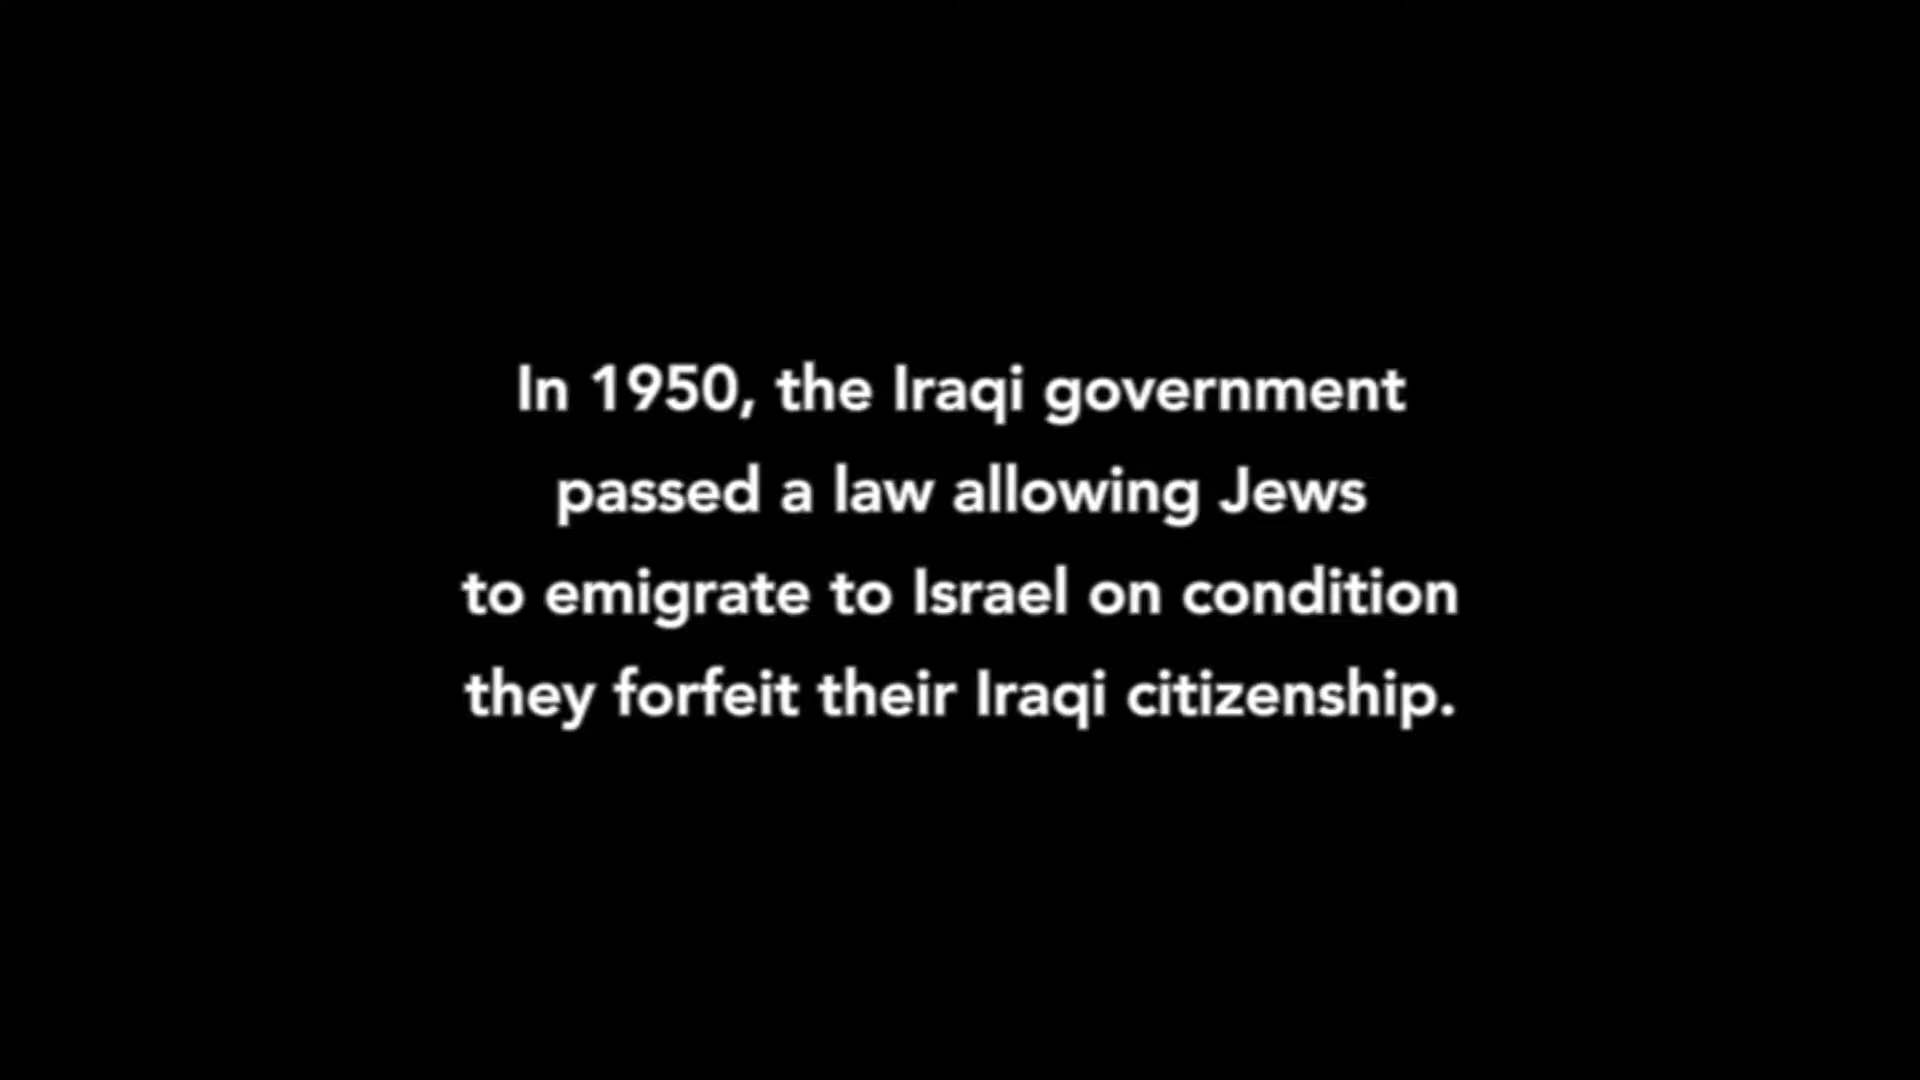 In 1950, the Iraqi government
passed a law allowing Jews
to emigrate to Israel on condition
they forfeit their Iraqi citizenship.